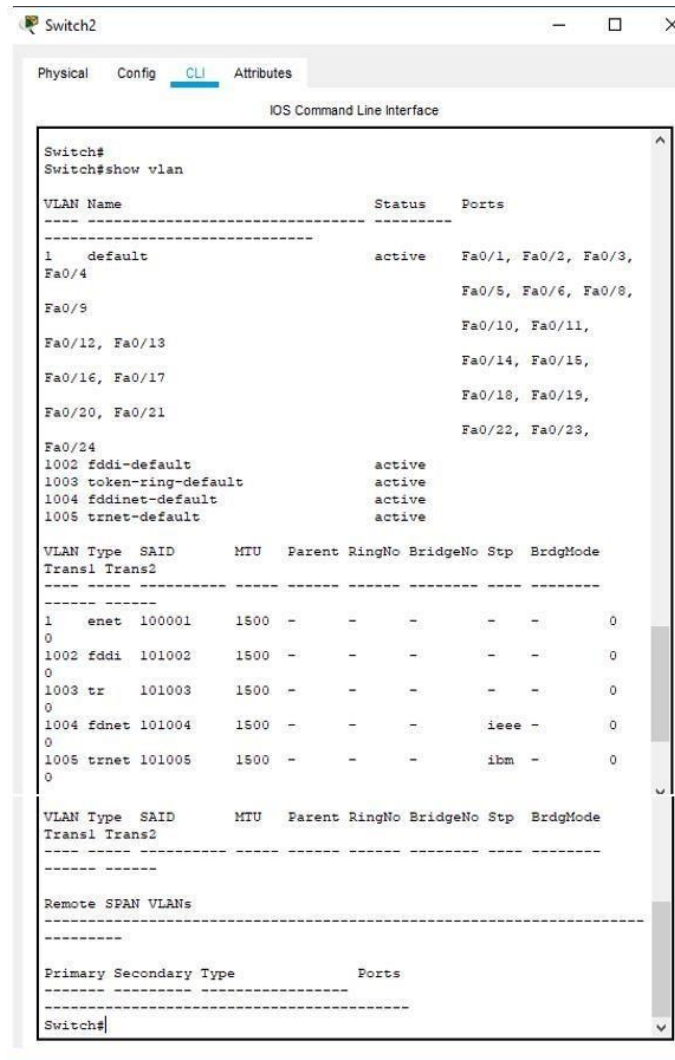 Switch2
Physical Config CLI Attributes
IOS Command Line Interface
Switch#
Switch#show vlan
VLAN Name                             Status    Ports
---- -------------------------------- ---------
-------------------------------
1    default                          active    Fa0/1, Fa0/2, Fa0/3,
Fa0/4
                                                Fa0/5, Fa0/6, Fa0/8,
Fa0/9
                                                Fa0/10, Fa0/11,
Fa0/12, Fa0/13
                                                Fa0/14, Fa0/15,
Fa0/16, Fa0/17
                                                Fa0/18, Fa0/19,
Fa0/20, Fa0/21
                                                Fa0/22, Fa0/23,
Fa0/24
1002 fddi-default                     active
1003 token-ring-default               active
1004 fddinet-default                  active
1005 trnet-default                    active
VLAN Type  SAID       MTU   Parent RingNo BridgeNo Stp  BrdgMode
Trans1 Trans2
---- ----- ---------- ----- ------ ------ -------- ---- --------
------ ------
1    enet  100001     1500  -      -      -        -    -        0
0
1002 fddi  101002     1500  -      -      -        -    -        0
0
1003 tr    101003     1500  -      -      -        -    -        0
0
1004 fdnet 101004     1500  -      -      -        ieee -        0
0
1005 trnet 101005     1500  -      -      -        ibm  -        0
0
VLAN Type  SAID       MTU   Parent RingNo BridgeNo Stp  BrdgMode
Trans1 Trans2
---- ----- ---------- ----- ------ ------ -------- ---- --------
------ ------
Remote SPAN VLANs
----------------------------------------------------------------------
---------
Primary Secondary Type              Ports
------- --------- -----------------
------------------------------------------
Switch#